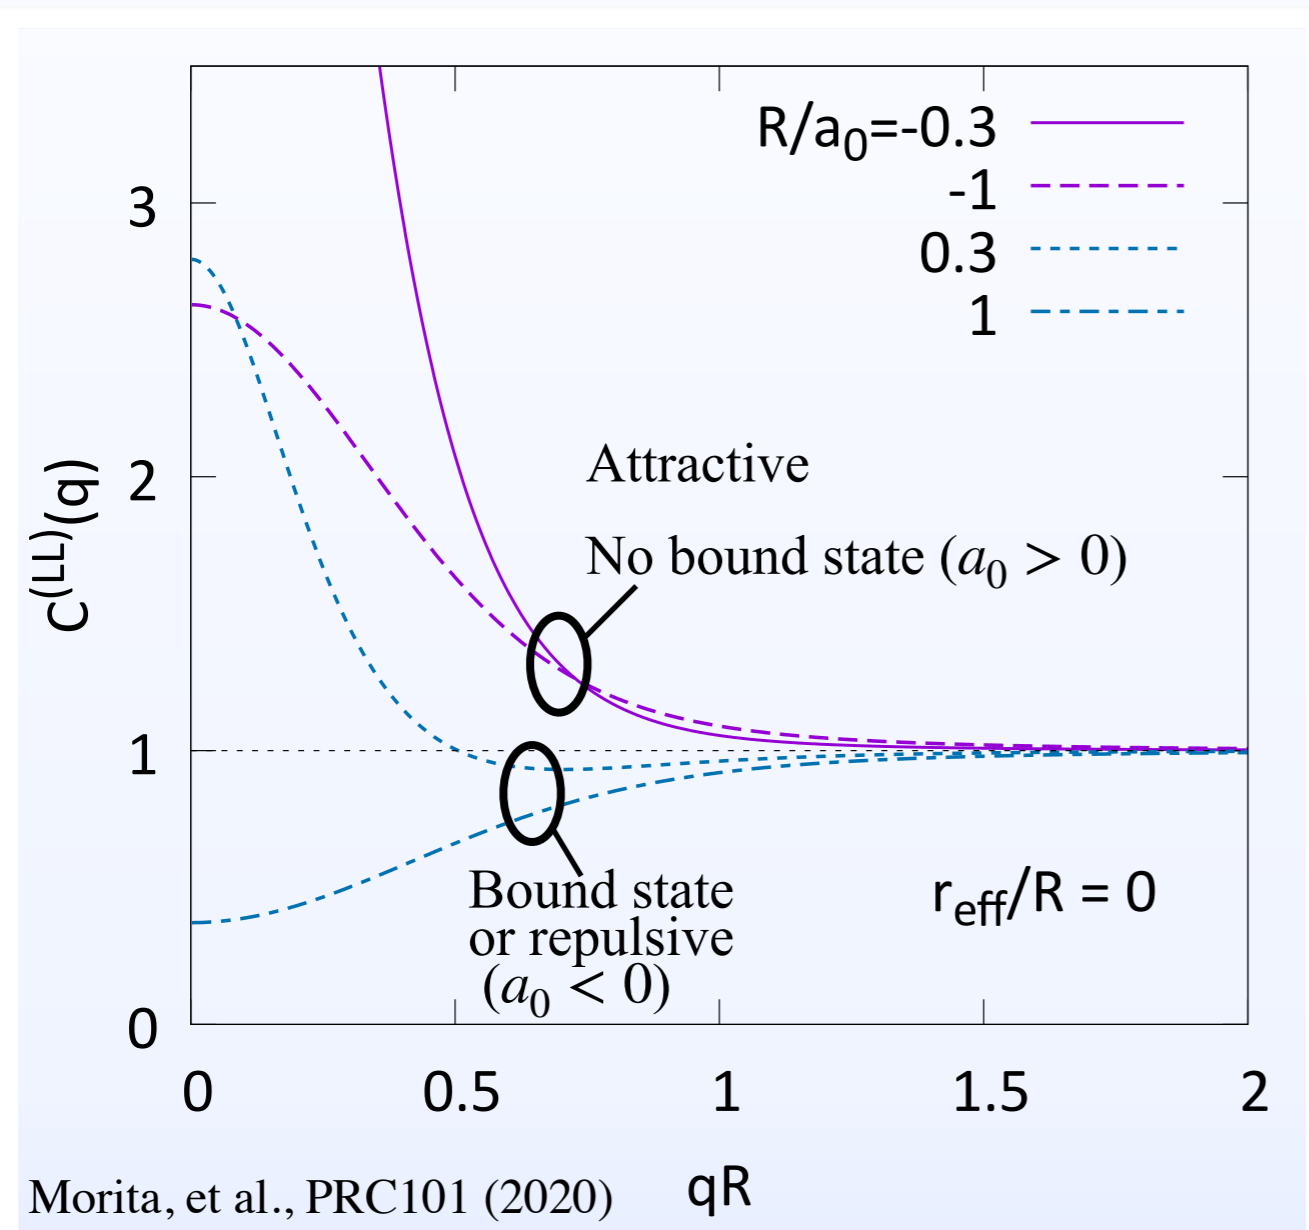 R/a₀=-0.3
-1
0.3
1
3
2
1
0
C^(LL)(q)
Attractive
No bound state (a₀ > 0)
Bound state
or repulsive
(a₀ < 0)
r_eff/R = 0
0 0.5 1 1.5 2
qR
Morita, et al., PRC101 (2020)